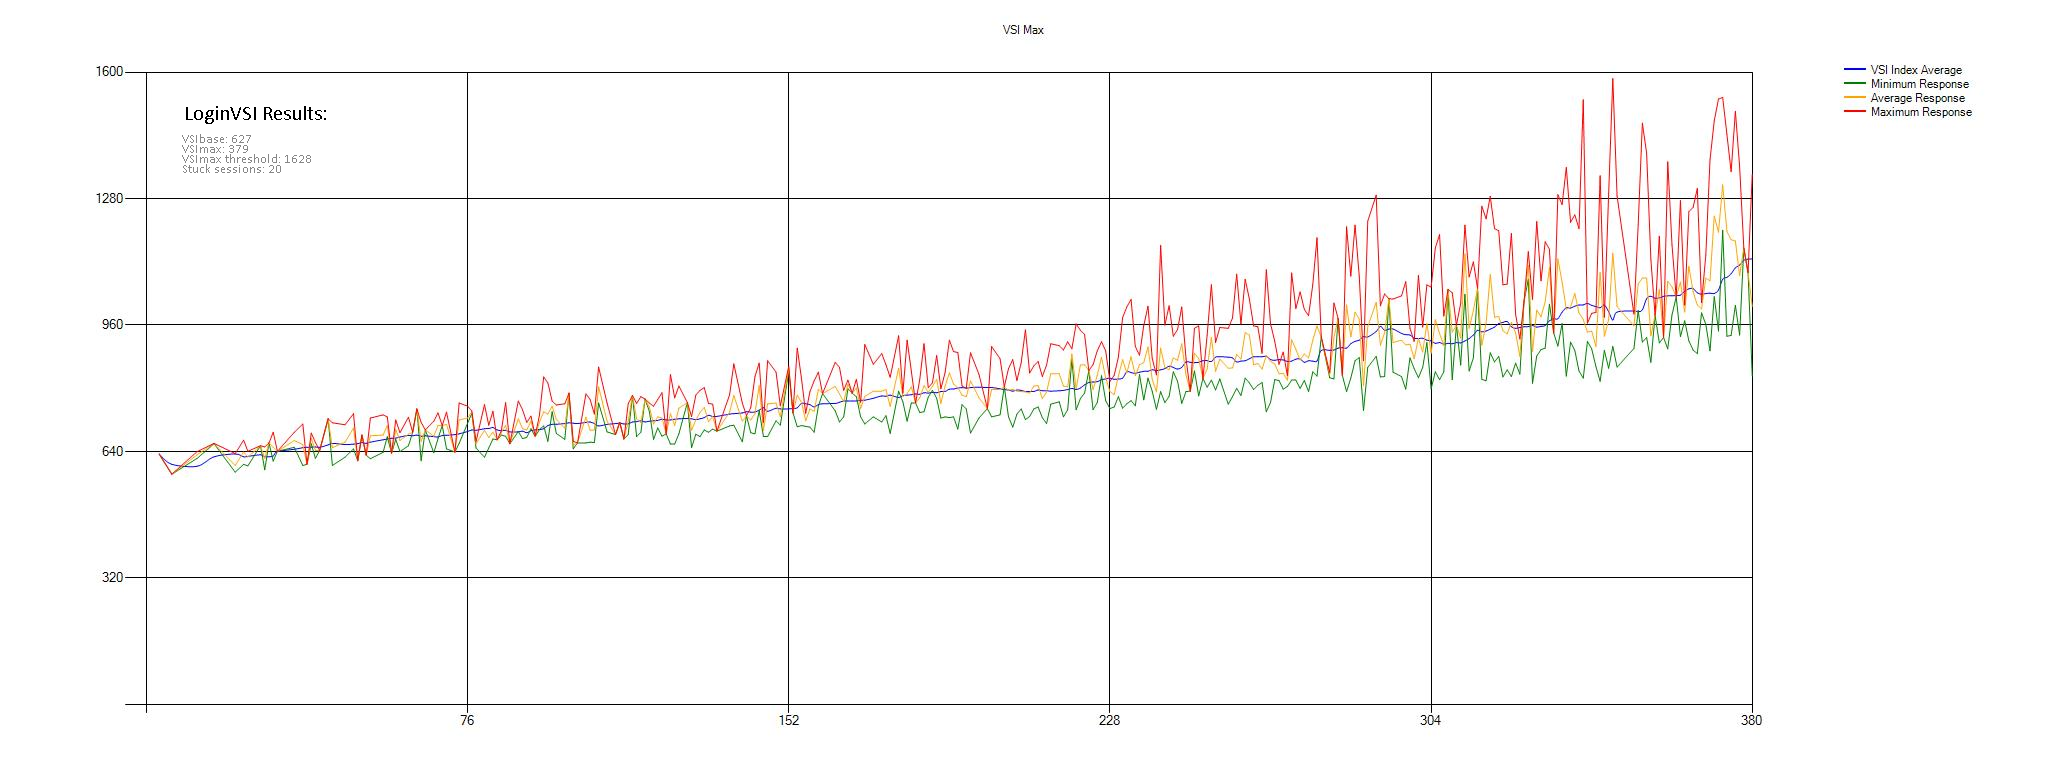 VSI Max
1600
1280
960
640
320
LoginVSI Results:
VSIbase: 627
VSImax: 379
VSImax threshold: 1628
Stuck sessions: 20
VSI Index Average
Minimum Response
Average Response
Maximum Response
76
152
228
304
380